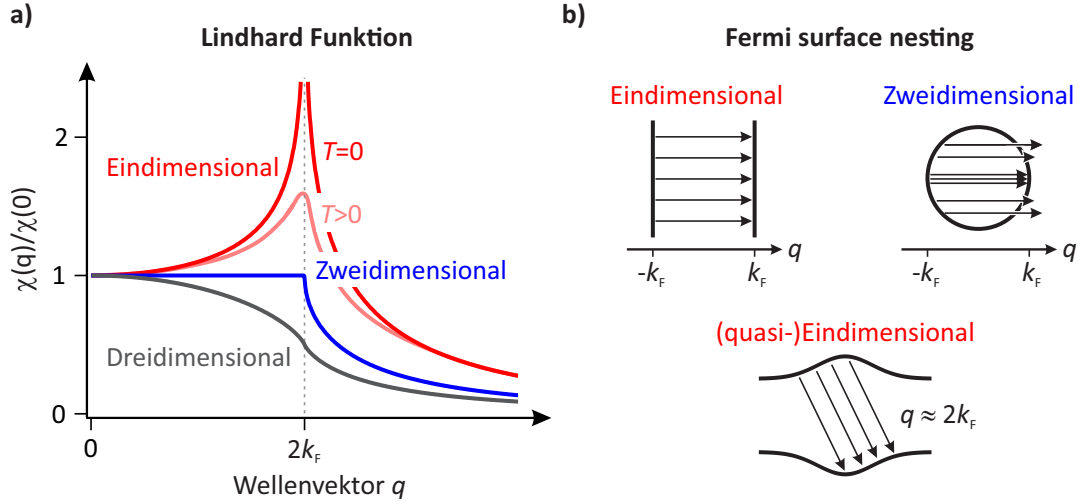 a)
Lindhard Funktion
χ(q)/χ(0)
2
1
0
Eindimensional
T=0
T>0
Zweidimensional
Dreidimensional
0
2kF
Wellenvektor q
b)
Fermi surface nesting
Eindimensional
Zweidimensional
q
-kF
kF
q
-kF
kF
(quasi-)Eindimensional
q ≈ 2kF